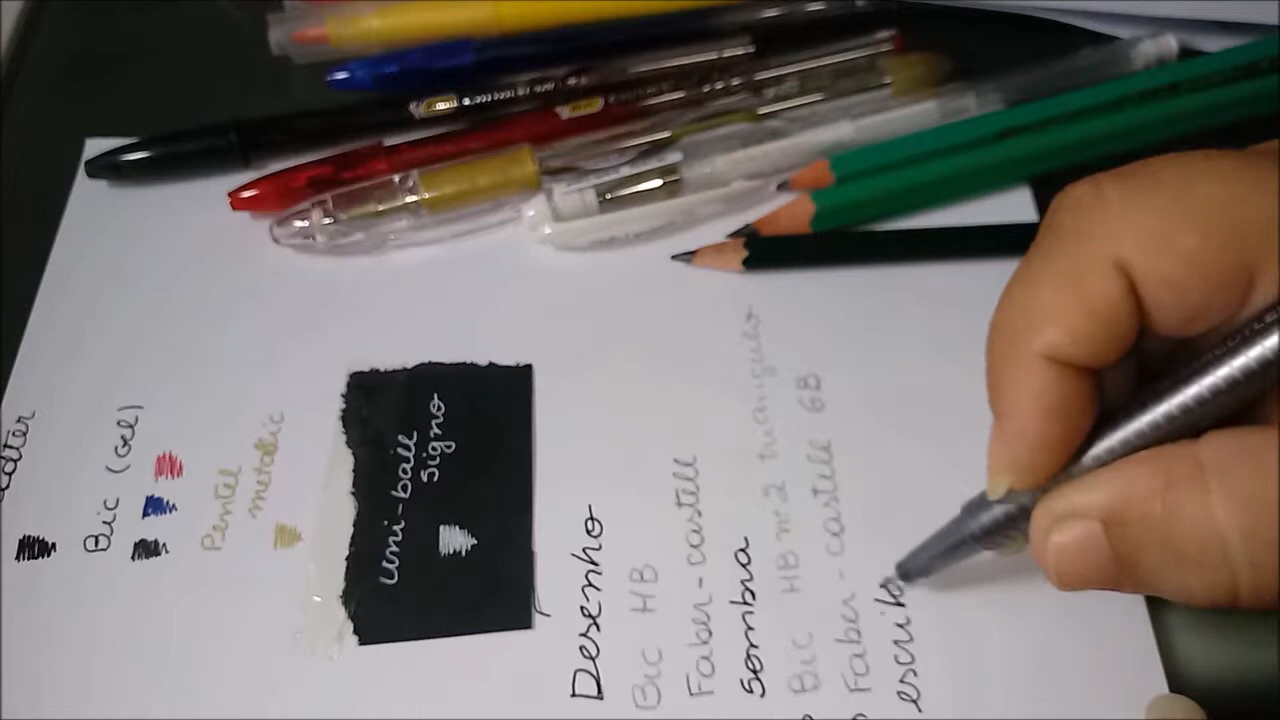 Bic (gel)
Pentel
metallic
uni-ball
Signo
Desenho
Bic HB
Faber-castell
Sombra
Bic HB nº2 triangular
Faber-castell 6B
escrito